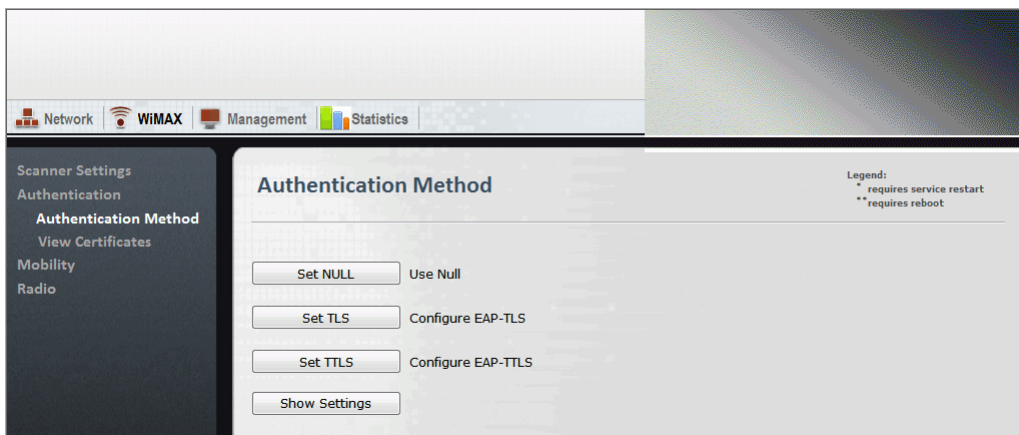 Network WiMAX Management Statistics
Scanner Settings
Authentication
Authentication Method
View Certificates
Mobility
Radio
Authentication Method
Legend:
* requires service restart
**requires reboot
Set NULL Use Null
Set TLS Configure EAP-TLS
Set TTLS Configure EAP-TTLS
Show Settings